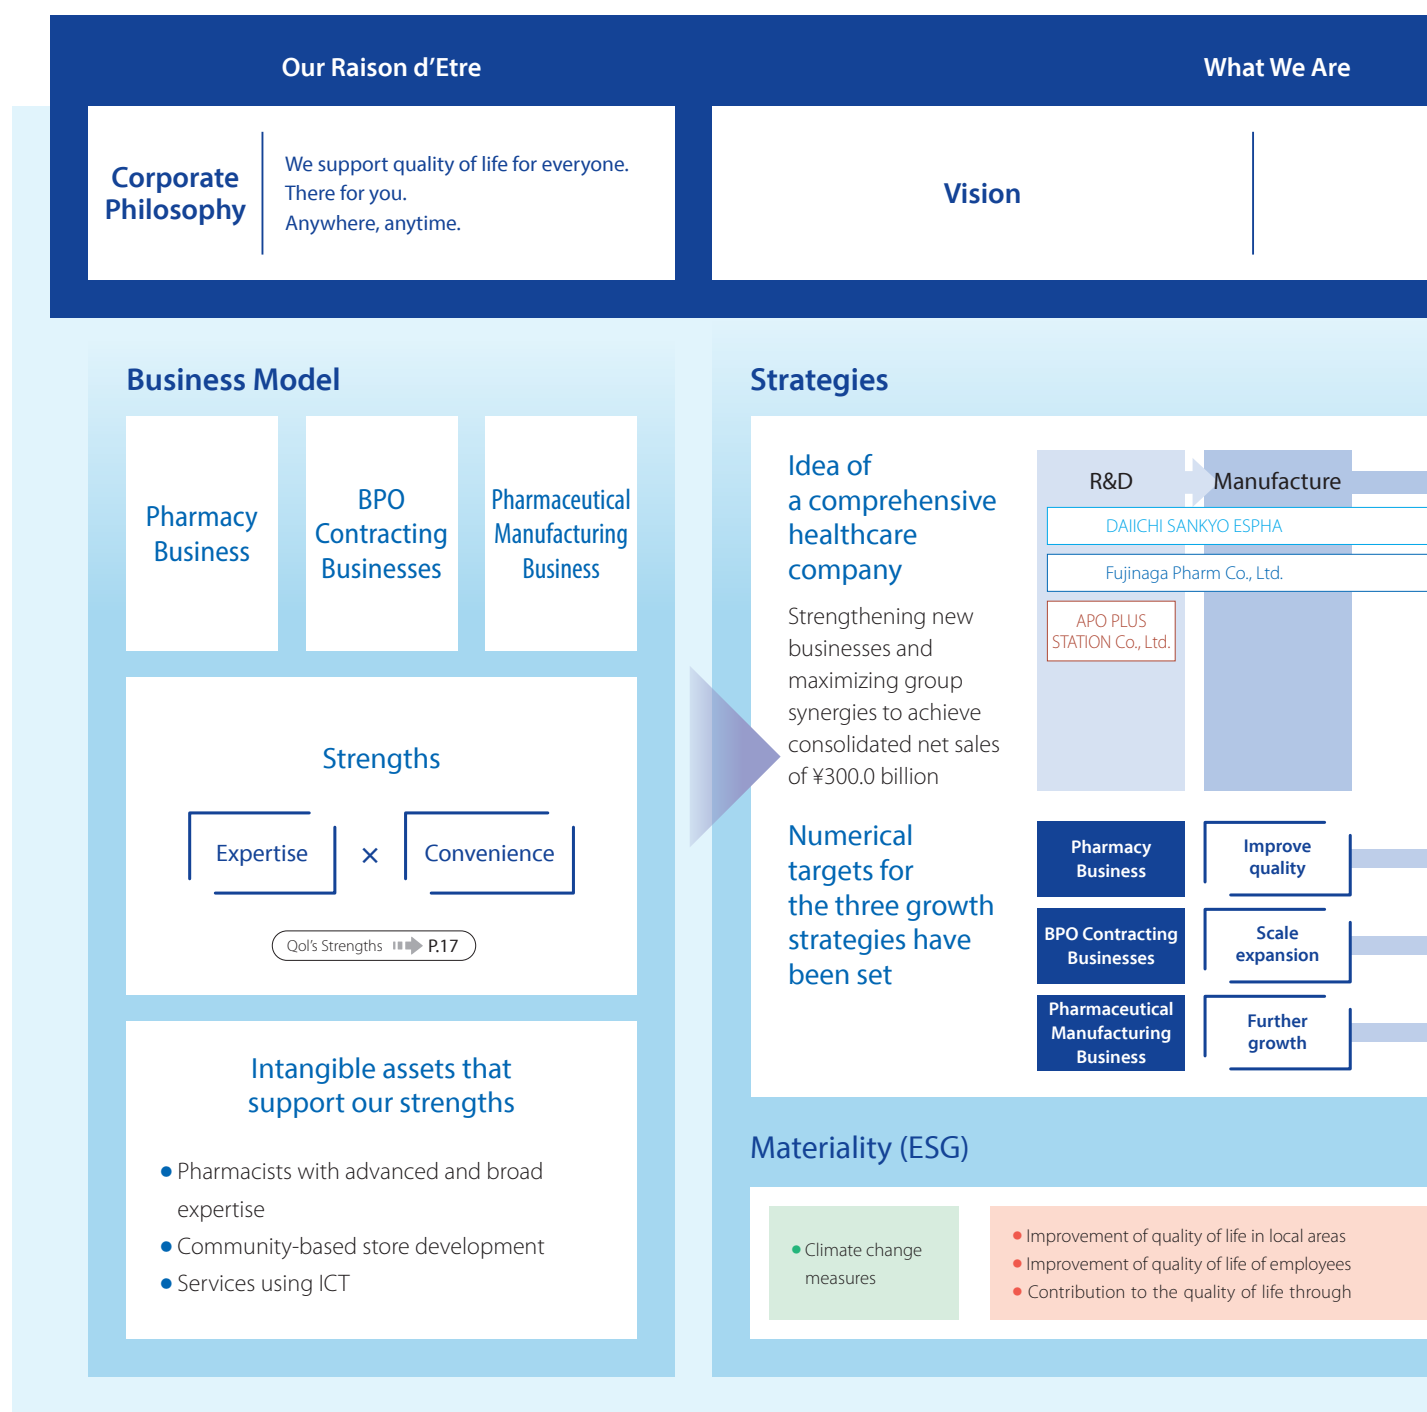 Our Raison d'Etre
What We Are
Corporate
Philosophy
We support quality of life for everyone.
There for you.
Anywhere, anytime.
Vision
Business Model
Pharmacy
Business
BPO
Contracting
Businesses
Pharmaceutical
Manufacturing
Business
Strengths
Expertise
×
Convenience
Qol's Strengths
P.17
Intangible assets that
support our strengths
• Pharmacists with advanced and broad
expertise
• Community-based store development
• Services using ICT
Strategies
Idea of
a comprehensive
healthcare
company
Strengthening new
businesses and
maximizing group
synergies to achieve
consolidated net sales
of ¥300.0 billion
R&D
Manufacture
DAIICHI SANKYO ESPHA
Fujinaga Pharm Co., Ltd.
APO PLUS
STATION Co., Ltd.
Numerical
targets for
the three growth
strategies have
been set
Pharmacy
Business
Improve
quality
BPO Contracting
Businesses
Scale
expansion
Pharmaceutical
Manufacturing
Business
Further
growth
Materiality (ESG)
• Climate change
measures
• Improvement of quality of life in local areas
• Improvement of quality of life of employees
• Contribution to the quality of life through